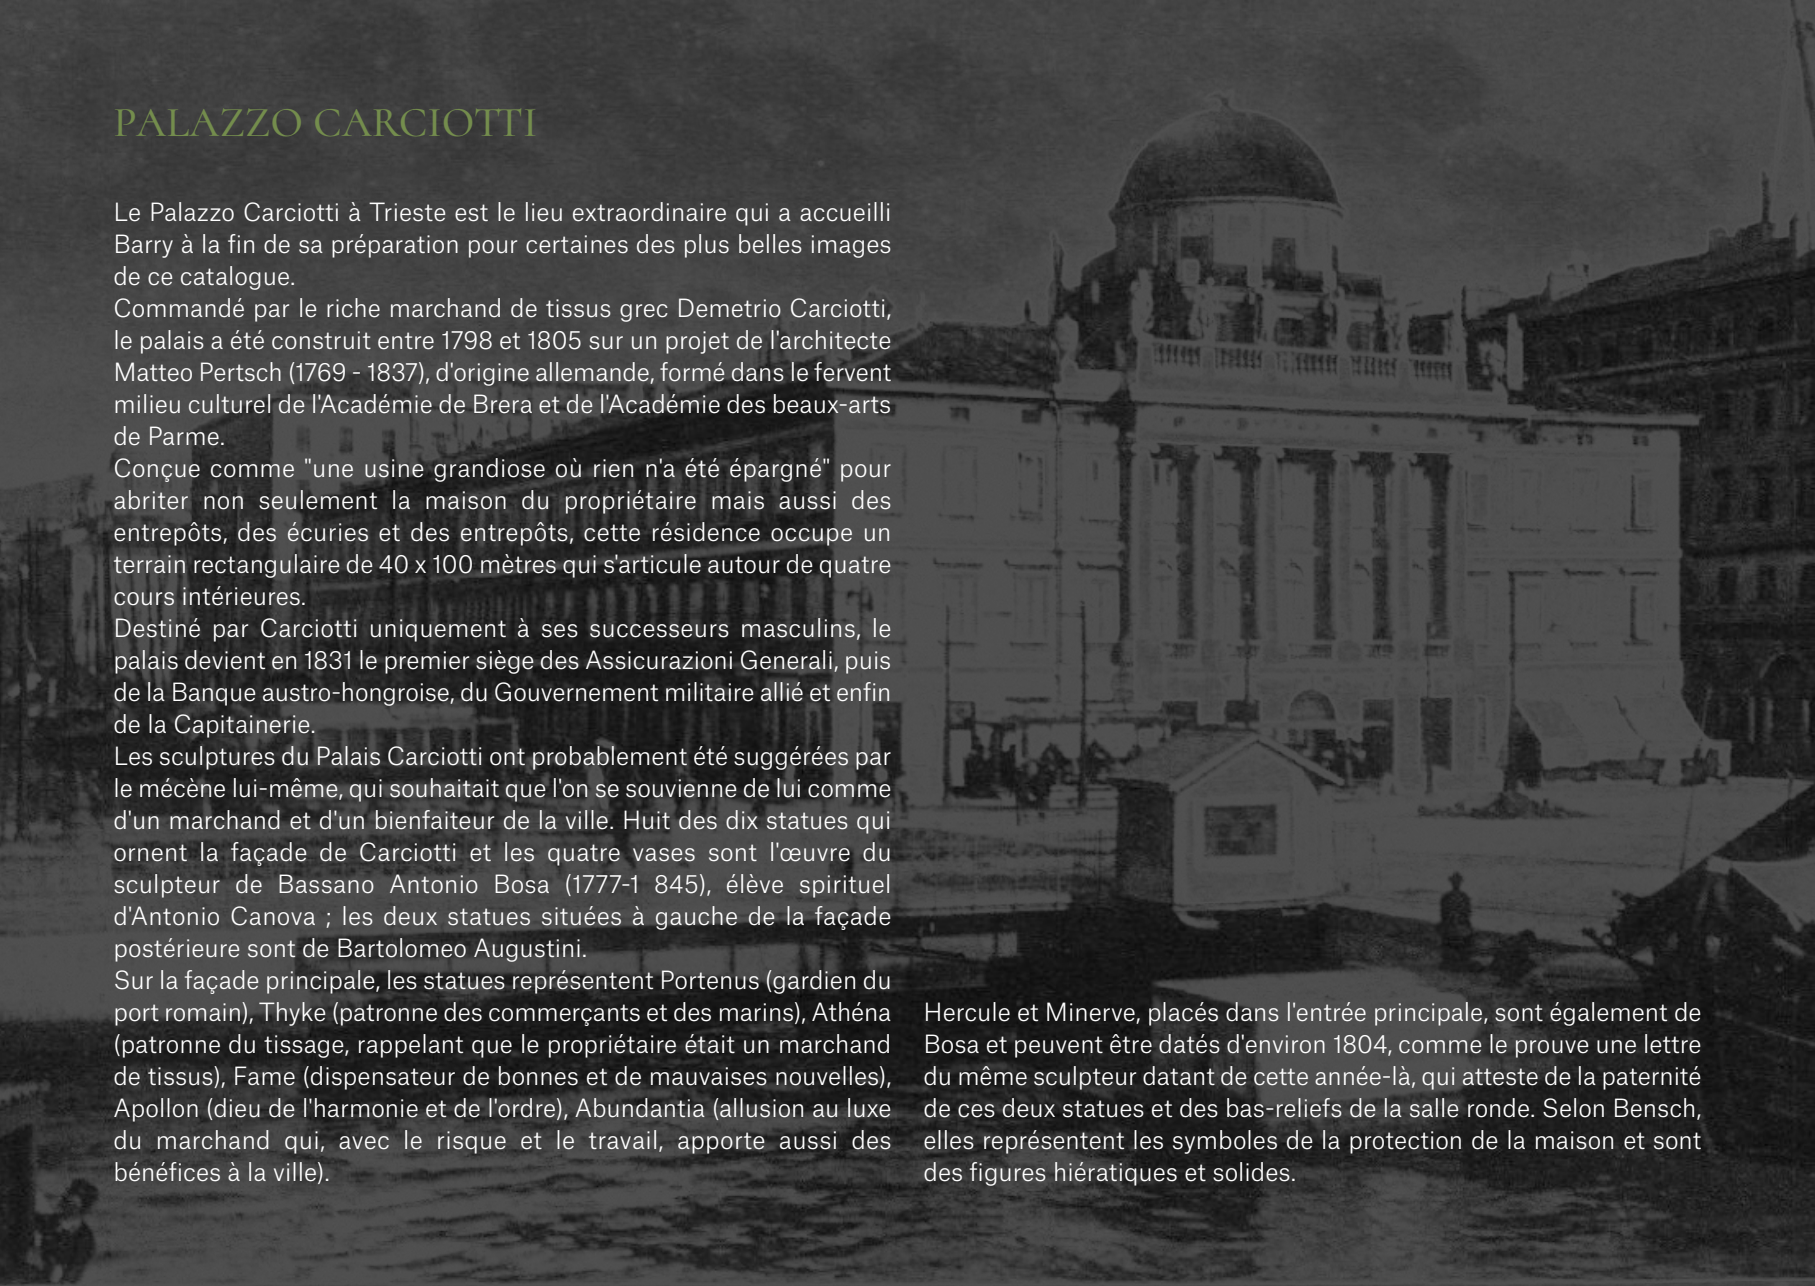 PALAZZO CARCIOTTI
Le Palazzo Carciotti à Trieste est le lieu extraordinaire qui a accueilli
Barry à la fin de sa préparation pour certaines des plus belles images
de ce catalogue.
Commandé par le riche marchand de tissus grec Demetrio Carciotti,
le palais a été construit entre 1798 et 1805 sur un projet de l'architecte
Matteo Pertsch (1769 - 1837), d'origine allemande, formé dans le fervent
milieu culturel de l'Académie de Brera et de l'Académie des beaux-arts
de Parme.
Conçue comme "une usine grandiose où rien n'a été épargné" pour
abriter non seulement la maison du propriétaire mais aussi des
entrepôts, des écuries et des entrepôts, cette résidence occupe un
terrain rectangulaire de 40 x 100 mètres qui s'articule autour de quatre
cours intérieures.
Destiné par Carciotti uniquement à ses successeurs masculins, le
palais devient en 1831 le premier siège des Assicurazioni Generali, puis
de la Banque austro-hongroise, du Gouvernement militaire allié et enfin
de la Capitainerie.
Les sculptures du Palais Carciotti ont probablement été suggérées par
le mécène lui-même, qui souhaitait que l'on se souvienne de lui comme
d'un marchand et d'un bienfaiteur de la ville. Huit des dix statues qui
ornent la façade de Carciotti et les quatre vases sont l'œuvre du
sculpteur de Bassano Antonio Bosa (1777-1 845), élève spirituel
d'Antonio Canova ; les deux statues situées à gauche de la façade
postérieure sont de Bartolomeo Augustini.
Sur la façade principale, les statues représentent Portenus (gardien du
port romain), Thyke (patronne des commerçants et des marins), Athéna
(patronne du tissage, rappelant que le propriétaire était un marchand
de tissus), Fame (dispensateur de bonnes et de mauvaises nouvelles),
Apollon (dieu de l'harmonie et de l'ordre), Abundantia (allusion au luxe
du marchand qui, avec le risque et le travail, apporte aussi des
bénéfices à la ville).
Hercule et Minerve, placés dans l'entrée principale, sont également de
Bosa et peuvent être datés d'environ 1804, comme le prouve une lettre
du même sculpteur datant de cette année-là, qui atteste de la paternité
de ces deux statues et des bas-reliefs de la salle ronde. Selon Bensch,
elles représentent les symboles de la protection de la maison et sont
des figures hiératiques et solides.